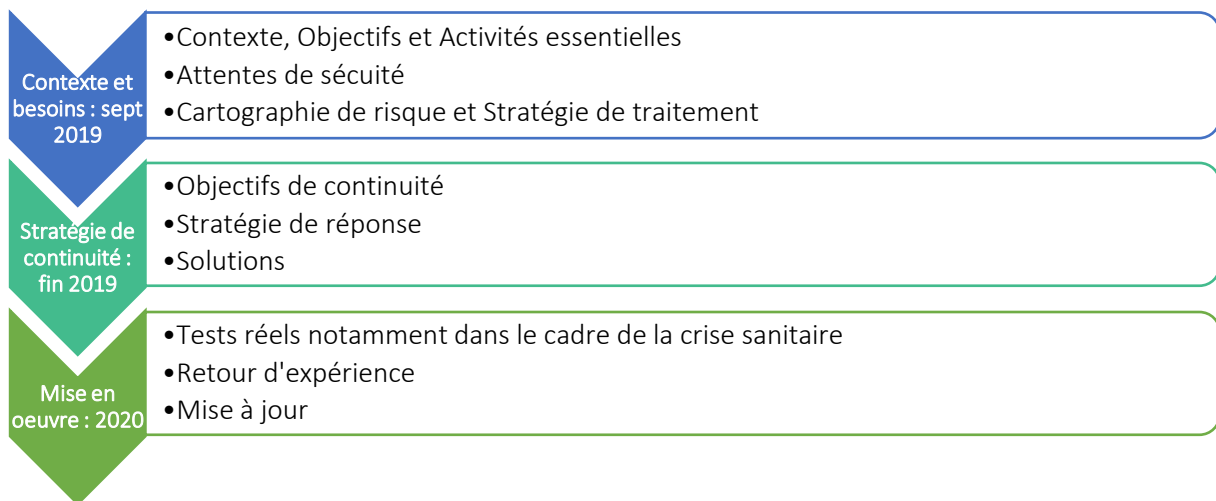 Contexte et
besoins : sept
2019
•Contexte, Objectifs et Activités essentielles
•Attentes de sécuité
•Cartographie de risque et Stratégie de traitement
Stratégie de
continuité :
fin 2019
•Objectifs de continuité
•Stratégie de réponse
•Solutions
Mise en
oeuvre : 2020
•Tests réels notamment dans le cadre de la crise sanitaire
•Retour d'expérience
•Mise à jour